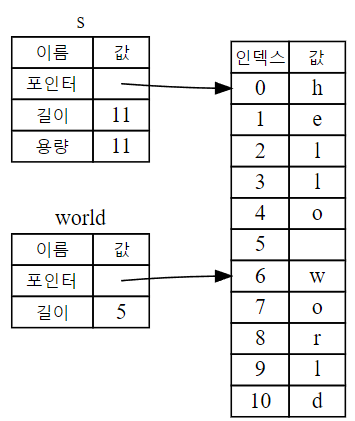 s
이름 값
포인터
길이 11
용량 11
world
이름 값
포인터
길이 5
인덱스 값
0 h
1 e
2 l
3 l
4 o
5
6 w
7 o
8 r
9 l
10 d